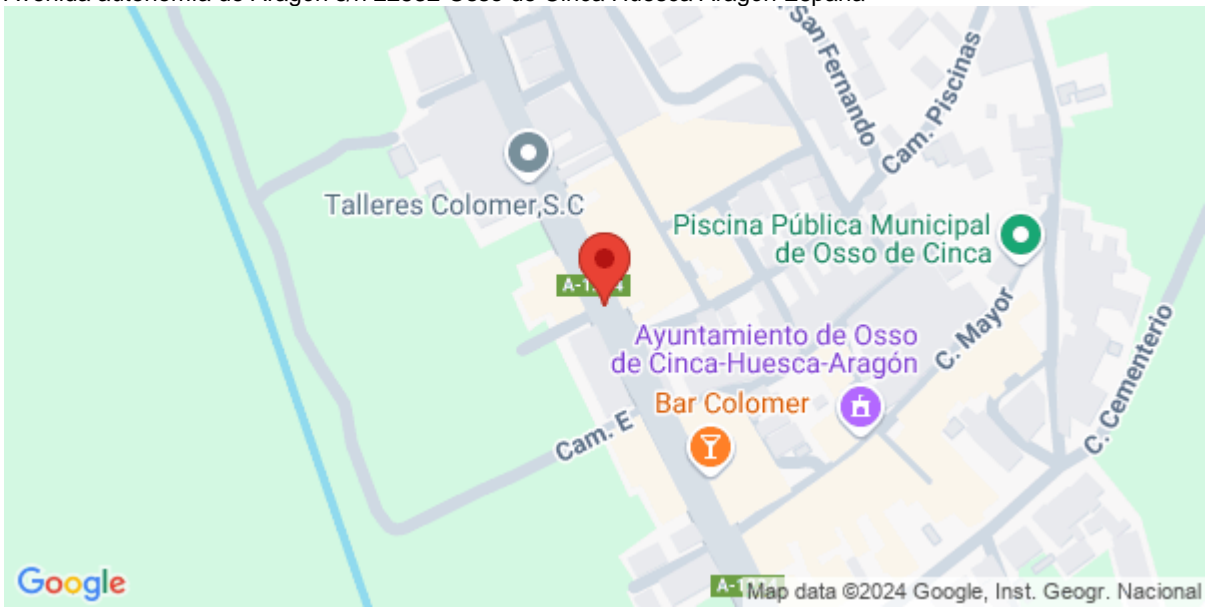 San Fernando
Cam. Piscinas
Talleres Colomer,S.C
Piscina Pública Municipal
de Osso de Cinca
Ayuntamiento de Osso
de Cinca-Huesca-Aragón
C. Mayor
C. Cementerio
Bar Colomer
Cam. E
Google
Map data ©2024 Google, Inst. Geogr. Nacional